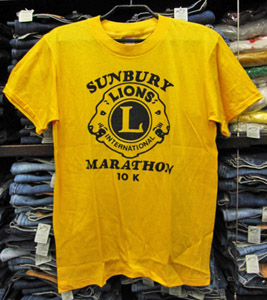 SUNBURY
LIONS
L
INTERNATIONAL
MARATHON
10 K